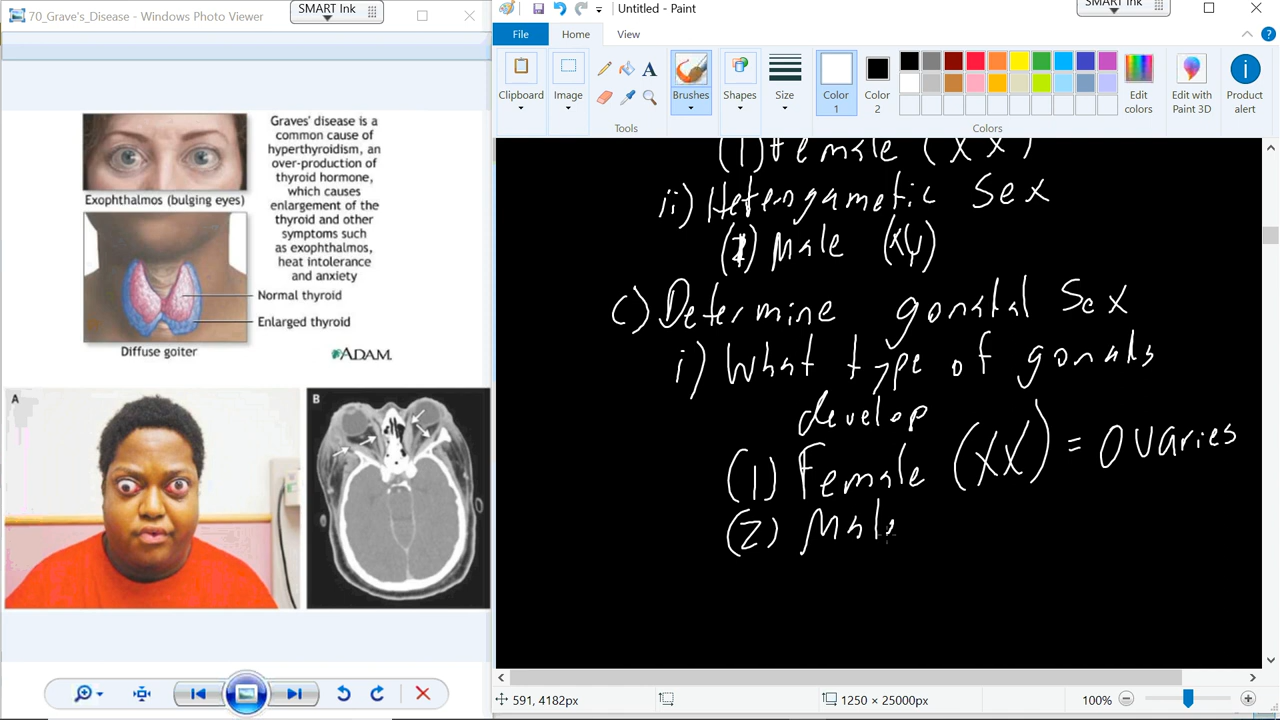 70_Grave's_Disease - Windows Photo Viewer
SMART Ink
Graves' disease is a
common cause of
hyperthyroidism, an
over-production of
thyroid hormone,
which causes
enlargement of the
thyroid and other
symptoms such
as exophthalmos,
heat intolerance
and anxiety
Exophthalmos (bulging eyes)
Normal thyroid
Enlarged thyroid
Diffuse goiter
ADAM.
A
B
Untitled - Paint
SMART Ink
File
Home
View
Clipboard
Image
Tools
Brushes
Shapes
Size
Color 1
Color 2
Edit colors
Edit with Paint 3D
Product alert
Colors
(1) Female (XX)
ii) Heterogametic Sex
(1) Male (XY)
c) Determine gonadal Sex
i) What type of gonads
develop
(1) Female (XX) = Ovaries
(2) Male
591, 4182px
1250 × 25000px
100%